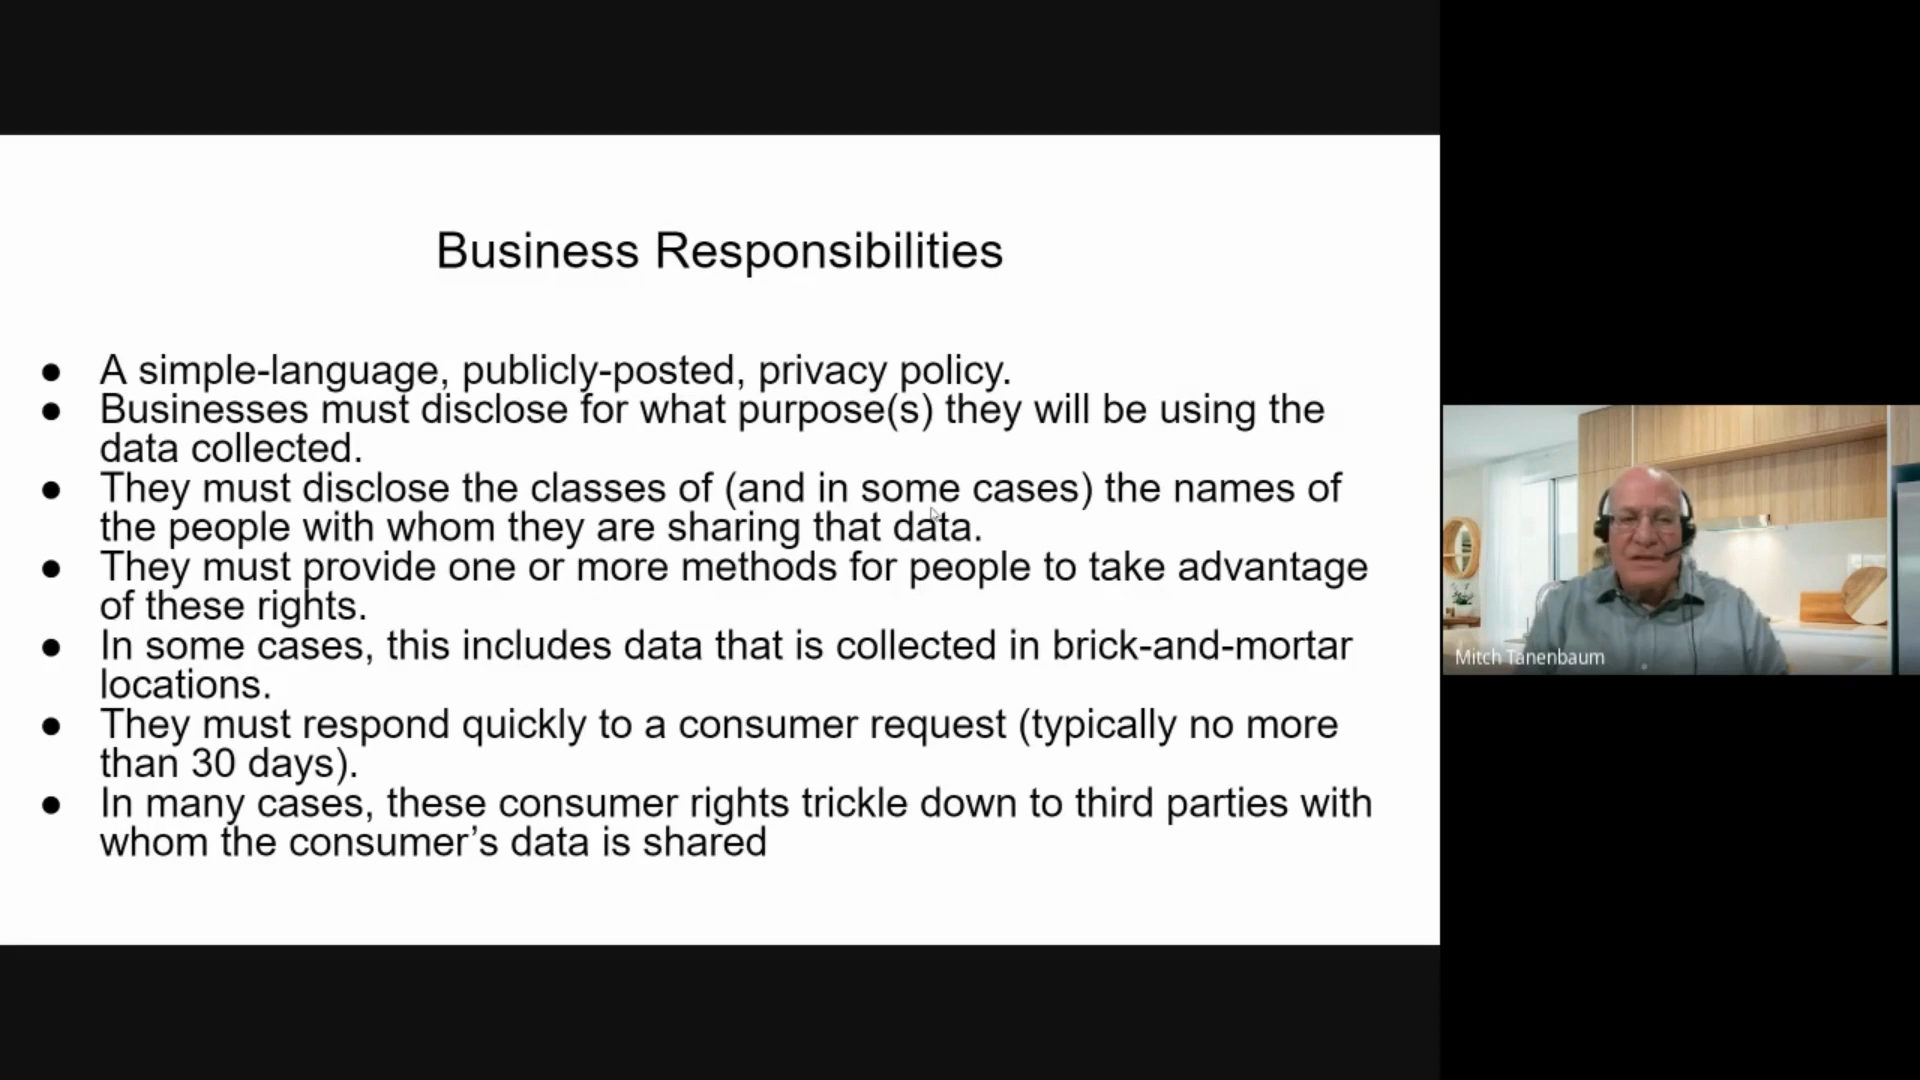 Business Responsibilities
● A simple-language, publicly-posted, privacy policy.
● Businesses must disclose for what purpose(s) they will be using the
data collected.
● They must disclose the classes of (and in some cases) the names of
the people with whom they are sharing that data.
● They must provide one or more methods for people to take advantage
of these rights.
● In some cases, this includes data that is collected in brick-and-mortar
locations.
● They must respond quickly to a consumer request (typically no more
than 30 days).
● In many cases, these consumer rights trickle down to third parties with
whom the consumer’s data is shared
Mitch Tanenbaum